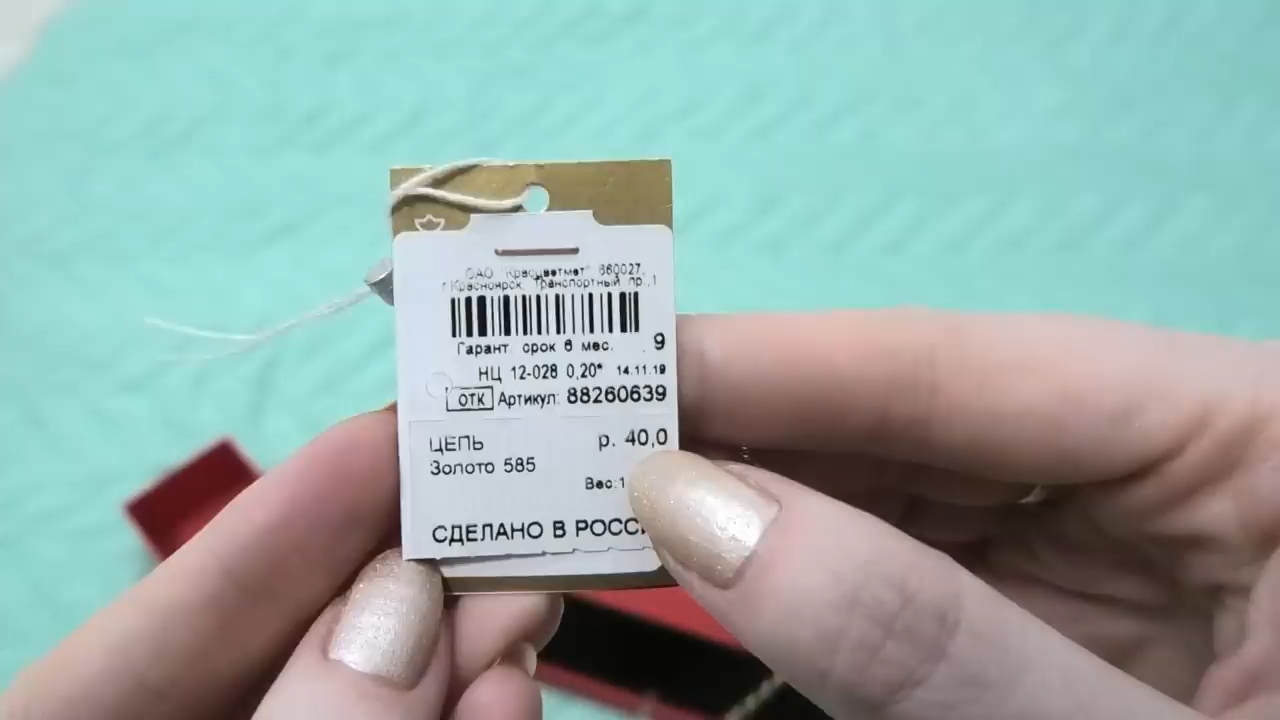 ОАО "Красцветмет" 660027,
г.Красноярск, Транспортный пр.,1
Гарант. срок 6 мес. 9
НЦ 12-028 0,20* 14.11.19
ОТК Артикул: 88260639
ЦЕПЬ р. 40,0
Золото 585
Вес:1
СДЕЛАНО В РОСС